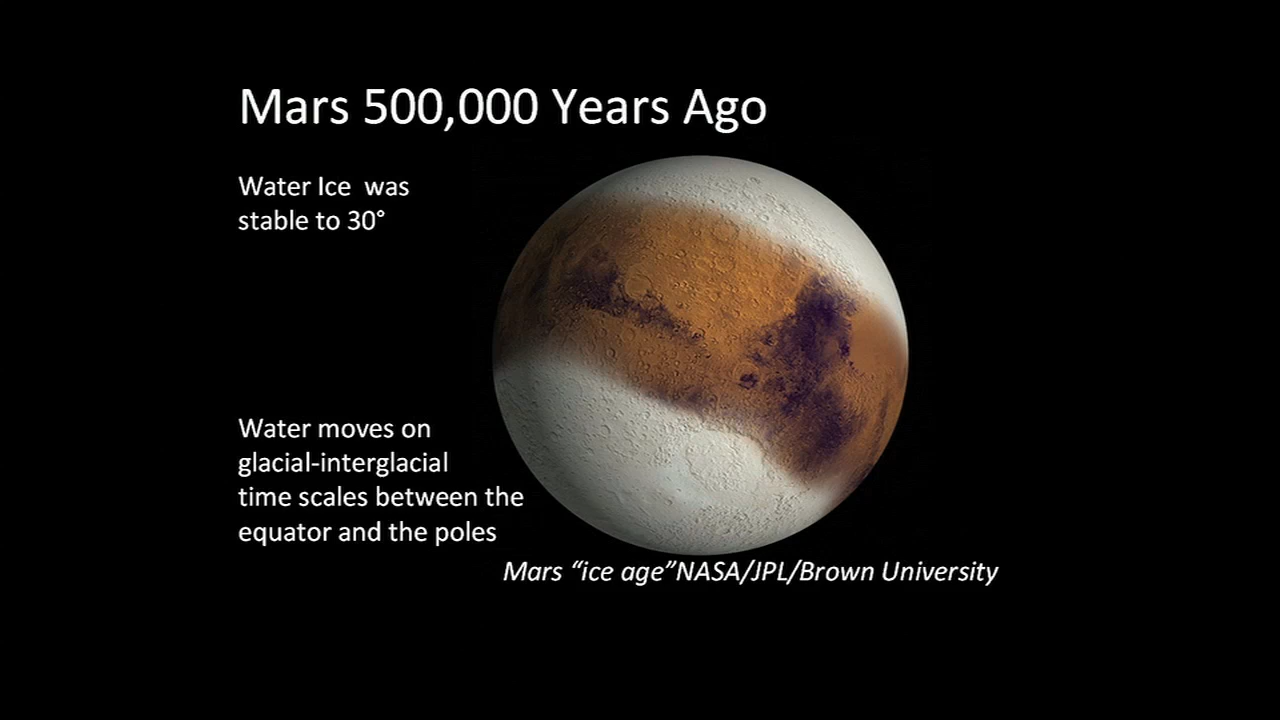 Mars 500,000 Years Ago
Water Ice  was
stable to 30°
Water moves on
glacial-interglacial
time scales between the
equator and the poles
Mars “ice age”NASA/JPL/Brown University